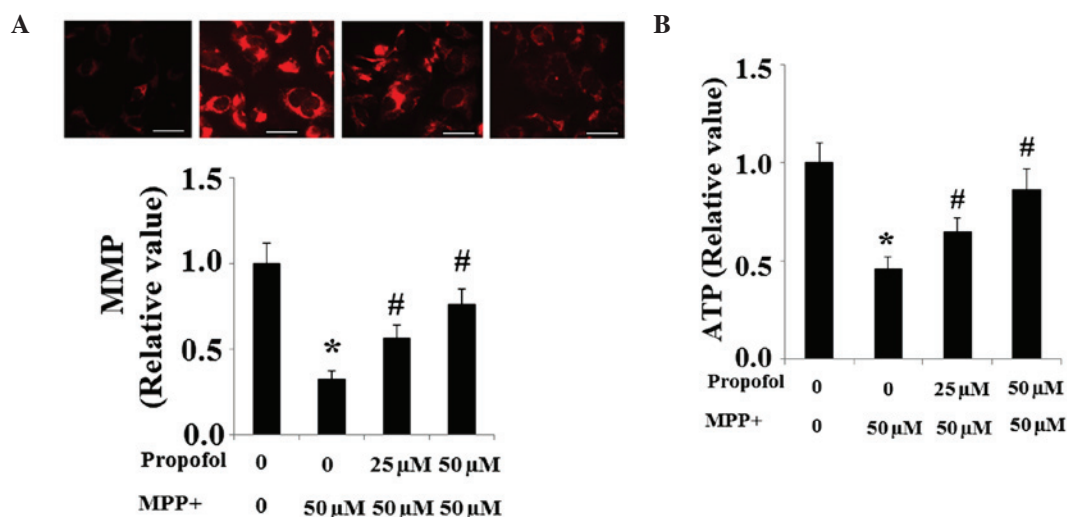 A
1.5
1.0
0.5
0.0
MMP
(Relative value)
*
#
#
Propofol 0 0 25 μM 50 μM
MPP+ 0 50 μM 50 μM 50 μM
B
1.5
1.0
0.5
0.0
ATP (Relative value)
*
#
#
Propofol 0 0 25 μM 50 μM
MPP+ 0 50 μM 50 μM 50 μM